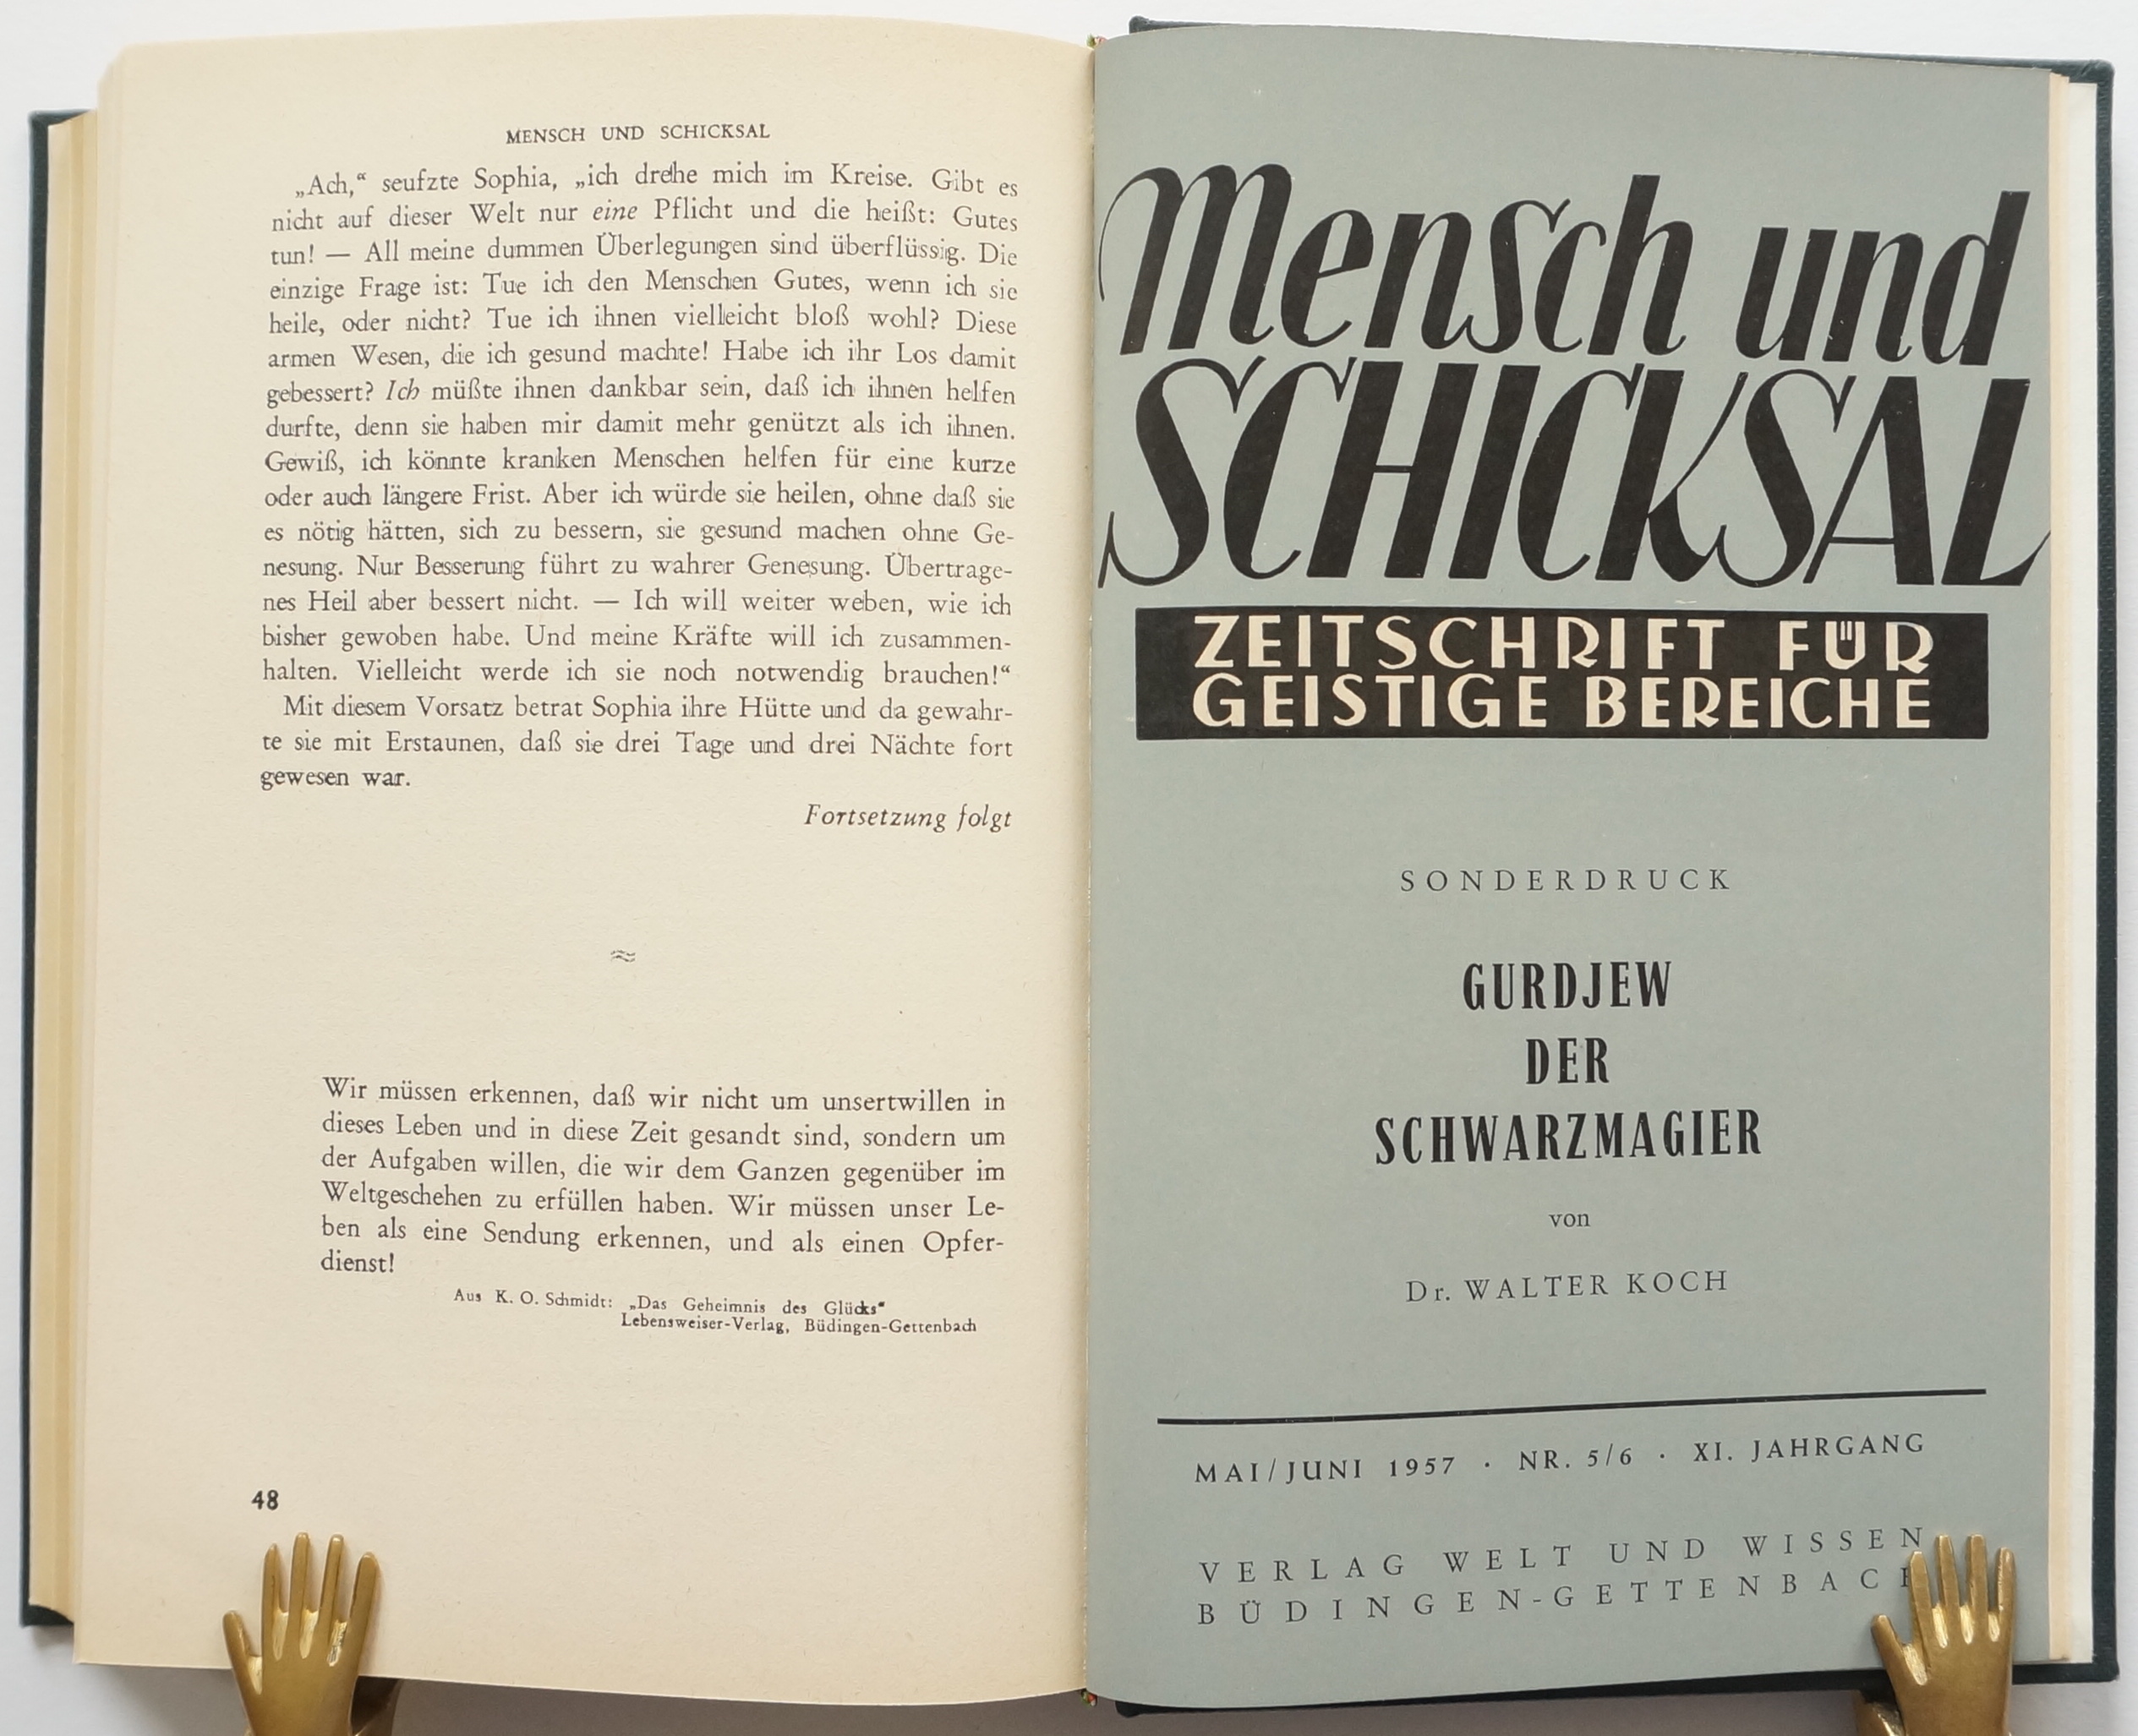 MENSCH UND SCHICKSAL
„Ach,“ seufzte Sophia, „ich drehe mich im Kreise. Gibt es
nicht auf dieser Welt nur eine Pflicht und die heißt: Gutes
tun! — All meine dummen Überlegungen sind überflüssig. Die
einzige Frage ist: Tue ich den Menschen Gutes, wenn ich sie
heile, oder nicht? Tue ich ihnen vielleicht bloß wohl? Diese
armen Wesen, die ich gesund machte! Habe ich ihr Los damit
gebessert? Ich müßte ihnen dankbar sein, daß ich ihnen helfen
durfte, denn sie haben mir damit mehr genützt als ich ihnen.
Gewiß, ich könnte kranken Menschen helfen für eine kurze
oder auch längere Frist. Aber ich würde sie heilen, ohne daß sie
es nötig hätten, sich zu bessern, sie gesund machen ohne Ge-
nesung. Nur Besserung führt zu wahrer Genesung. Übertrage-
nes Heil aber bessert nicht. — Ich will weiter weben, wie ich
bisher gewoben habe. Und meine Kräfte will ich zusammen-
halten. Vielleicht werde ich sie noch notwendig brauchen!“
Mit diesem Vorsatz betrat Sophia ihre Hütte und da gewahr-
te sie mit Erstaunen, daß sie drei Tage und drei Nächte fort
gewesen war.
Fortsetzung folgt
≈
Wir müssen erkennen, daß wir nicht um unsertwillen in
dieses Leben und in diese Zeit gesandt sind, sondern um
der Aufgaben willen, die wir dem Ganzen gegenüber im
Weltgeschehen zu erfüllen haben. Wir müssen unser Le-
ben als eine Sendung erkennen, und als einen Opfer-
dienst!
Aus K. O. Schmidt: „Das Geheimnis des Glücks“
Lebensweiser-Verlag, Büdingen-Gettenbach
48
Mensch und
SCHICKSAL
ZEITSCHRIFT FÜR
GEISTIGE BEREICHE
SONDERDRUCK
GURDJEW
DER
SCHWARZMAGIER
von
Dr. WALTER KOCH
MAI/JUNI 1957 · NR. 5/6 · XI. JAHRGANG
VERLAG WELT UND WISSEN
BÜDINGEN-GETTENBACH